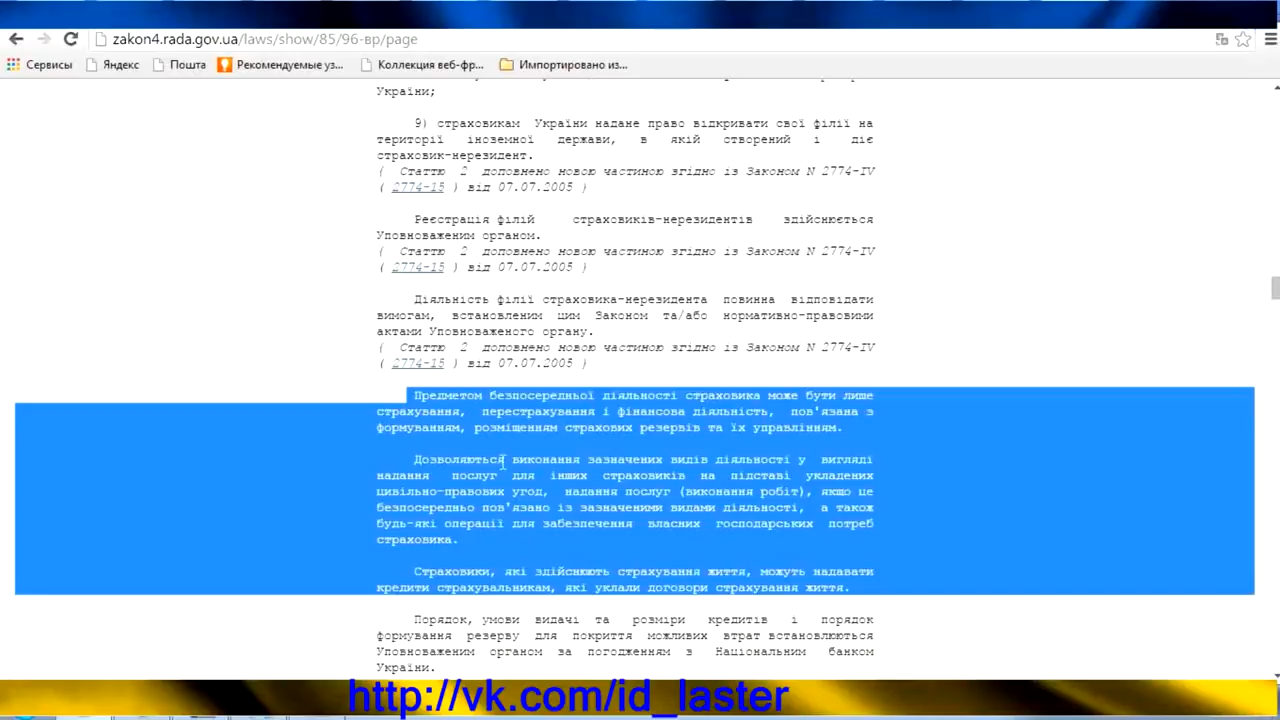 zakon4.rada.gov.ua/laws/show/85/96-вр/page
Сервисы Яндекс Пошта Рекомендуемые уз... Коллекция веб-фр... Импортировано из...
України;
9) страховикам України надане право відкривати свої філії на
території іноземної держави, в якій створений і діє
страховик-нерезидент.
{ Статтю 2 доповнено новою частиною згідно із Законом N 2774-IV
( 2774-15 ) від 07.07.2005 }
Реєстрація філій страховиків-нерезидентів здійснюється
Уповноваженим органом.
{ Статтю 2 доповнено новою частиною згідно із Законом N 2774-IV
( 2774-15 ) від 07.07.2005 }
Діяльність філії страховика-нерезидента повинна відповідати
вимогам, встановленим цим Законом та/або нормативно-правовими
актами Уповноваженого органу.
{ Статтю 2 доповнено новою частиною згідно із Законом N 2774-IV
( 2774-15 ) від 07.07.2005 }
Предметом безпосередньої діяльності страховика може бути лише
страхування, перестрахування і фінансова діяльність, пов'язана з
формуванням, розміщенням страхових резервів та їх управлінням.
Дозволяються виконання зазначених видів діяльності у вигляді
надання послуг для інших страховиків на підставі укладених
цивільно-правових угод, надання послуг (виконання робіт), якщо це
безпосередньо пов'язано із зазначеними видами діяльності, а також
будь-які операції для забезпечення власних господарських потреб
страховика.
Страховики, які здійснюють страхування життя, можуть надавати
кредити страхувальникам, які уклали договори страхування життя.
Порядок, умови видачі та розміри кредитів і порядок
формування резерву для покриття можливих втрат встановлюються
Уповноваженим органом за погодженням з Національним банком
України.
http://vk.com/id_laster